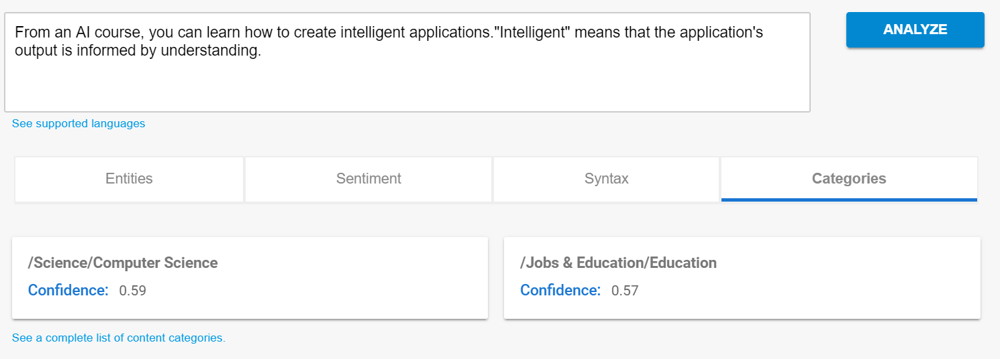 From an AI course, you can learn how to create intelligent applications."Intelligent" means that the application's
output is informed by understanding.
ANALYZE
See supported languages
Entities
Sentiment
Syntax
Categories
/Science/Computer Science
Confidence: 0.59
/Jobs & Education/Education
Confidence: 0.57
See a complete list of content categories.